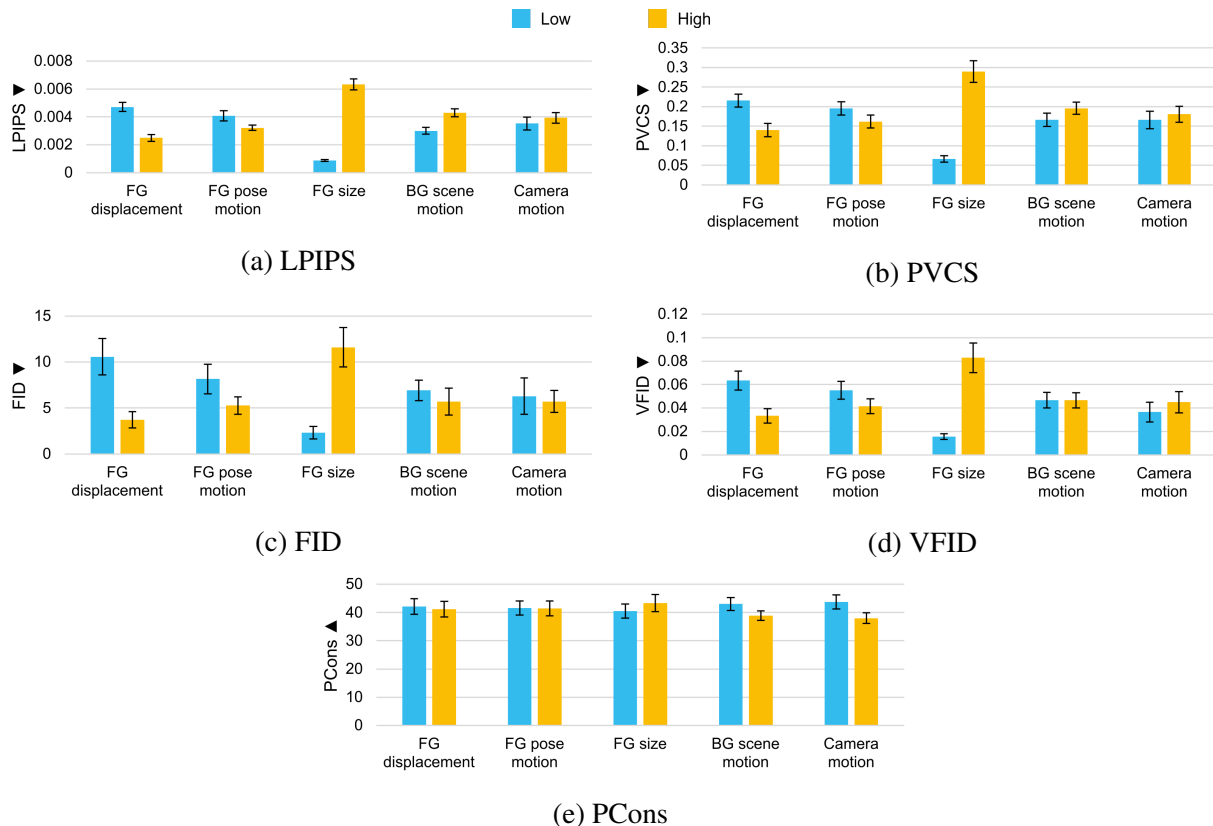 Low High
LPIPS ▼
0.008
0.006
0.004
0.002
0
FG displacement
FG pose motion
FG size
BG scene motion
Camera motion
(a) LPIPS
PVCS ▼
0.35
0.3
0.25
0.2
0.15
0.1
0.05
0
FG displacement
FG pose motion
FG size
BG scene motion
Camera motion
(b) PVCS
FID ▼
15
10
5
0
FG displacement
FG pose motion
FG size
BG scene motion
Camera motion
(c) FID
VFID ▼
0.12
0.1
0.08
0.06
0.04
0.02
0
FG displacement
FG pose motion
FG size
BG scene motion
Camera motion
(d) VFID
PCons ▲
50
40
30
20
10
0
FG displacement
FG pose motion
FG size
BG scene motion
Camera motion
(e) PCons